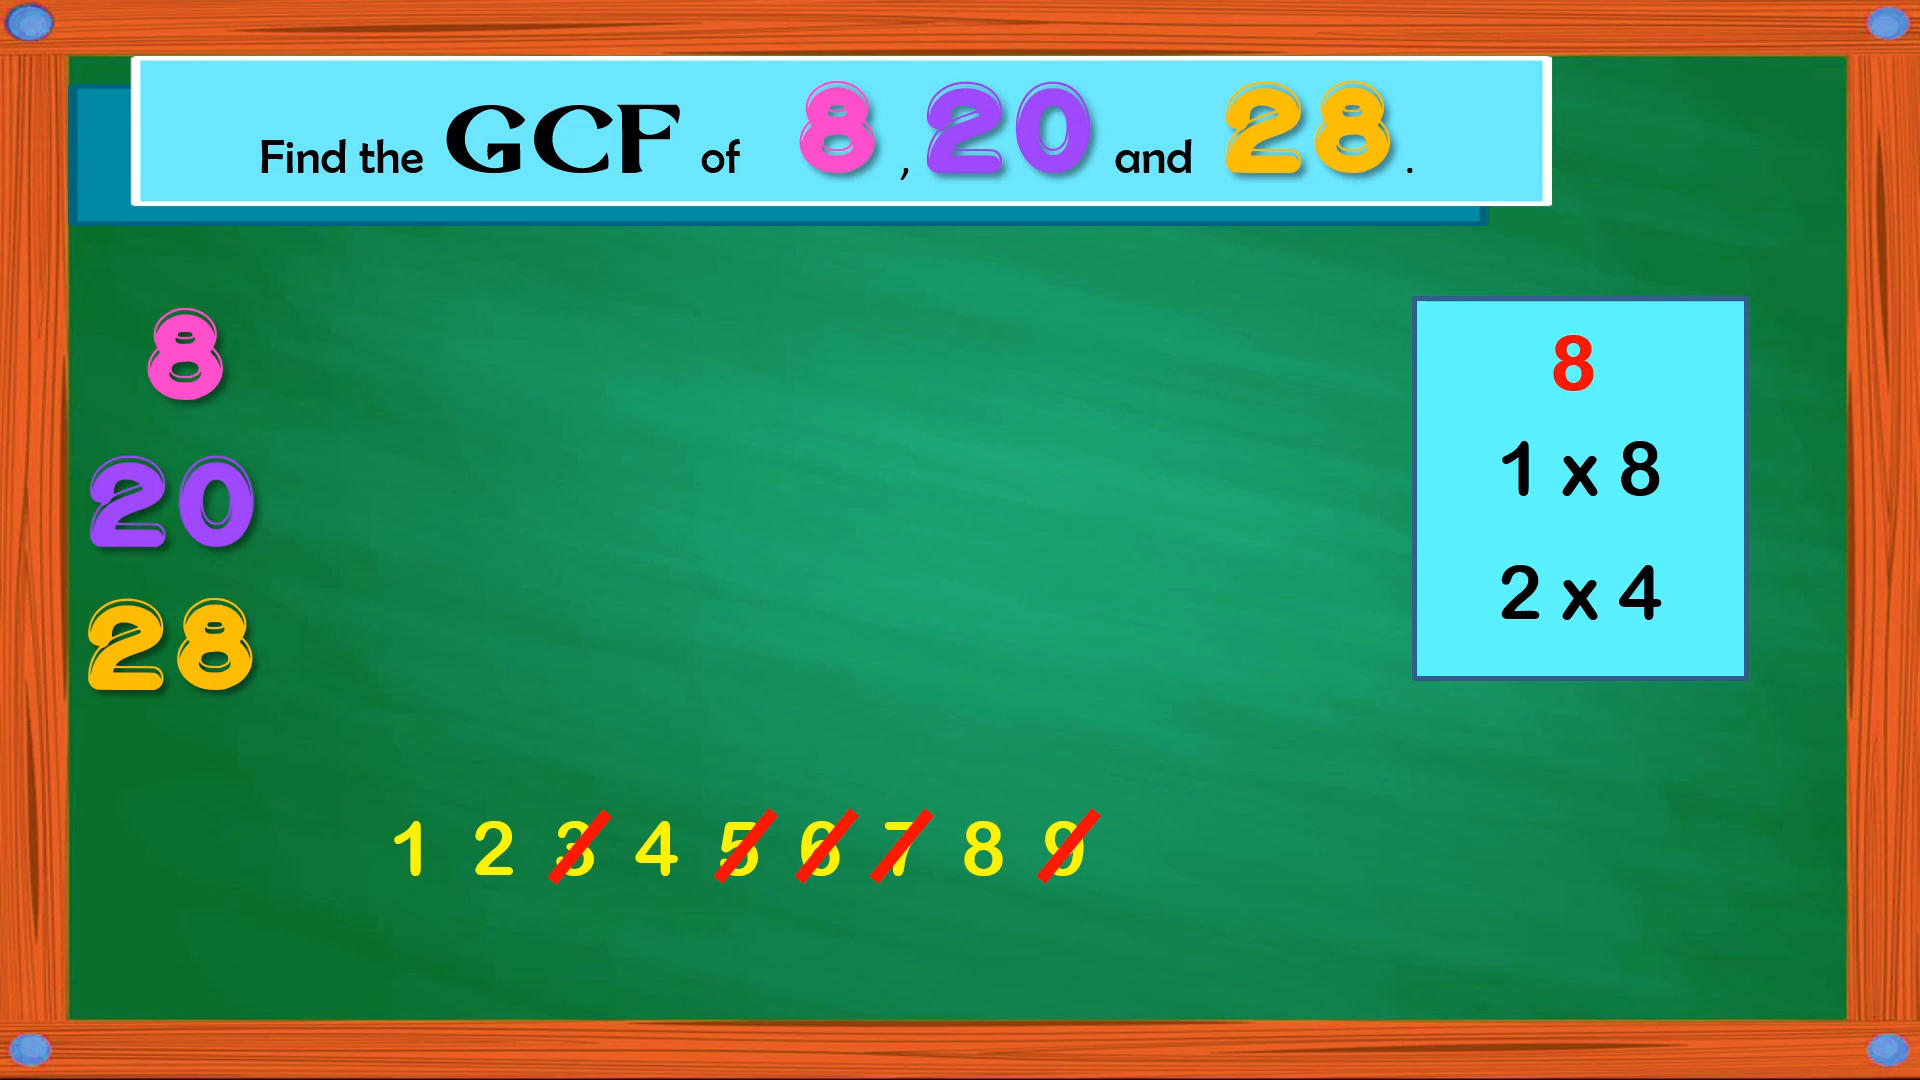 Find the GCF of 8 , 20 and 28 .
8
20
28
8
1 x 8
2 x 4
1 2 3 4 5 6 7 8 9